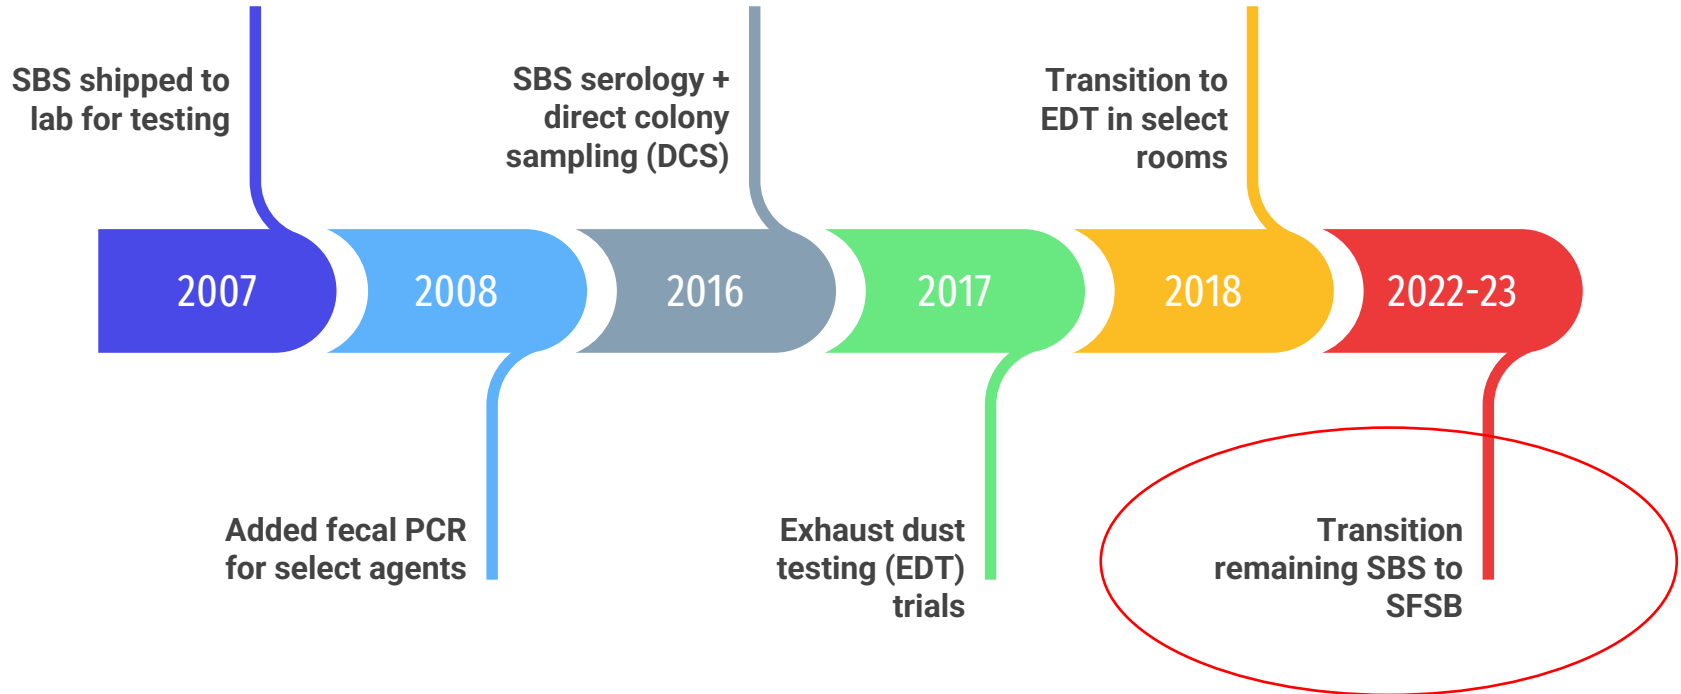 SBS shipped to
lab for testing
SBS serology +
direct colony
sampling (DCS)
Transition to
EDT in select
rooms
2007
2008
2016
2017
2018
2022-23
Added fecal PCR
for select agents
Exhaust dust
testing (EDT)
trials
Transition
remaining SBS to
SFSB